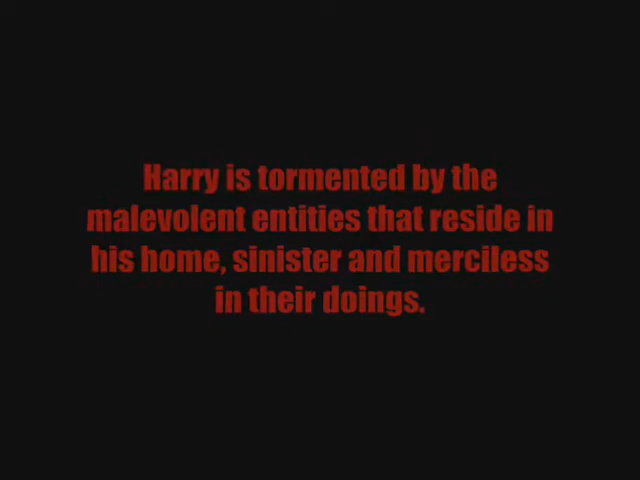 Harry is tormented by the
malevolent entities that reside in
his home, sinister and merciless
in their doings.